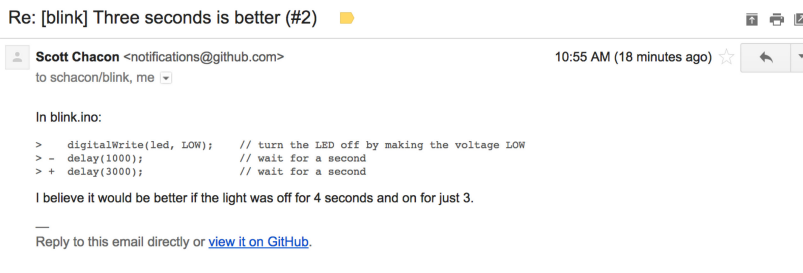 Re: [blink] Three seconds is better (#2)
Scott Chacon <notifications@github.com>
10:55 AM (18 minutes ago)
to schacon/blink, me
In blink.ino:
>    digitalWrite(led, LOW);    // turn the LED off by making the voltage LOW
> -  delay(1000);               // wait for a second
> +  delay(3000);               // wait for a second
I believe it would be better if the light was off for 4 seconds and on for just 3.
—
Reply to this email directly or view it on GitHub.